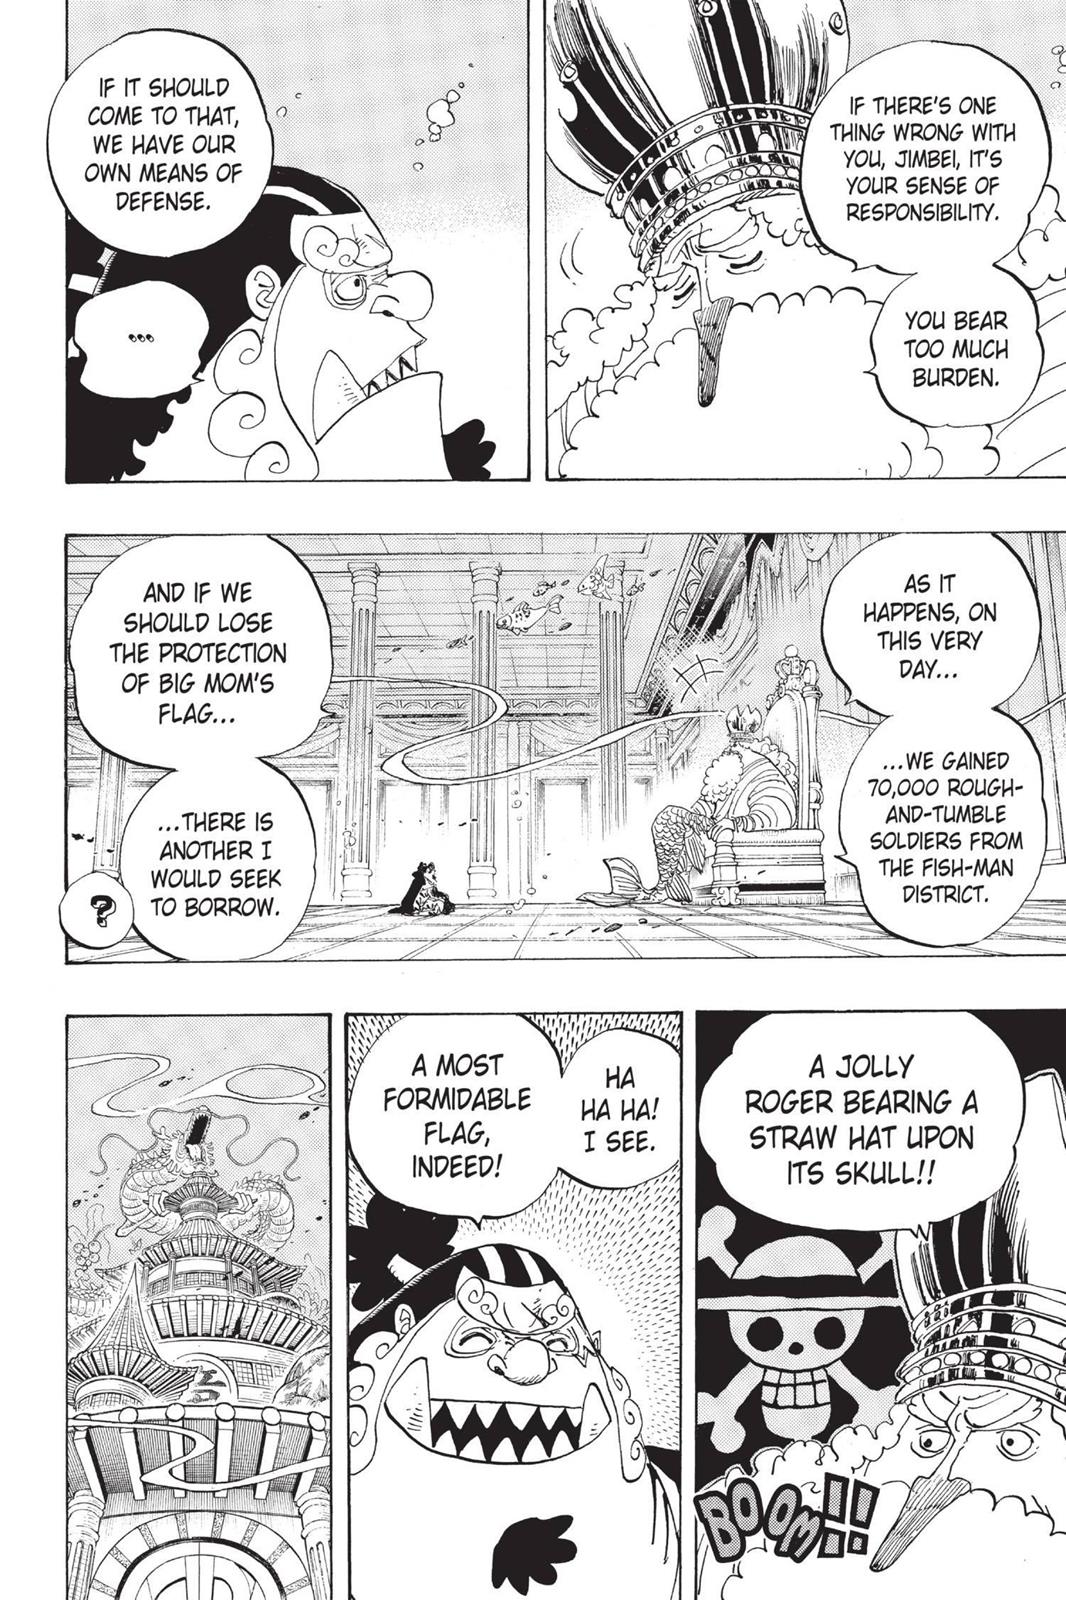 IF THERE'S ONE
THING WRONG WITH
YOU, JIMBEI, IT'S
YOUR SENSE OF
RESPONSIBILITY.
YOU BEAR
TOO MUCH
BURDEN.
IF IT SHOULD
COME TO THAT,
WE HAVE OUR
OWN MEANS OF
DEFENSE.
...
AS IT
HAPPENS, ON
THIS VERY
DAY...
...WE GAINED
70,000 ROUGH-
AND-TUMBLE
SOLDIERS FROM
THE FISH-MAN
DISTRICT.
AND IF WE
SHOULD LOSE
THE PROTECTION
OF BIG MOM'S
FLAG...
...THERE IS
ANOTHER I
WOULD SEEK
TO BORROW.
?
A JOLLY
ROGER BEARING A
STRAW HAT UPON
ITS SKULL!!
BOOM!!
HA
HA HA!
I SEE.
A MOST
FORMIDABLE
FLAG,
INDEED!